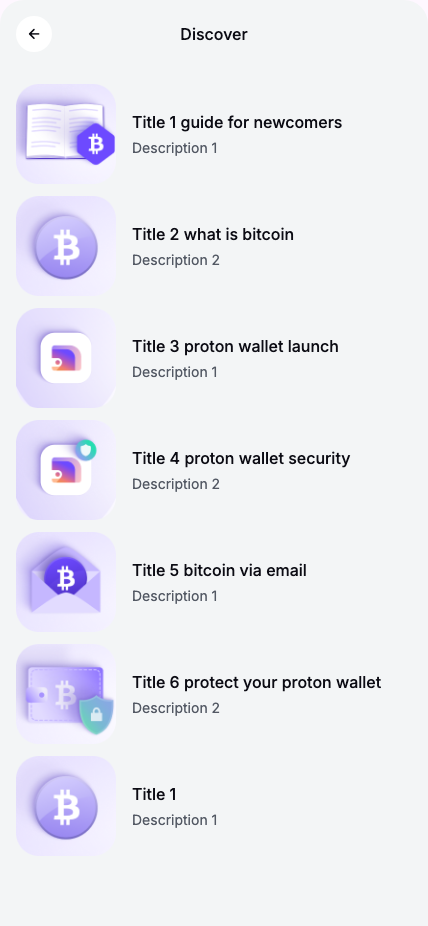 Discover
Title 1 guide for newcomers
Description 1
Title 2 what is bitcoin
Description 2
Title 3 proton wallet launch
Description 1
Title 4 proton wallet security
Description 2
Title 5 bitcoin via email
Description 1
Title 6 protect your proton wallet
Description 2
Title 1
Description 1